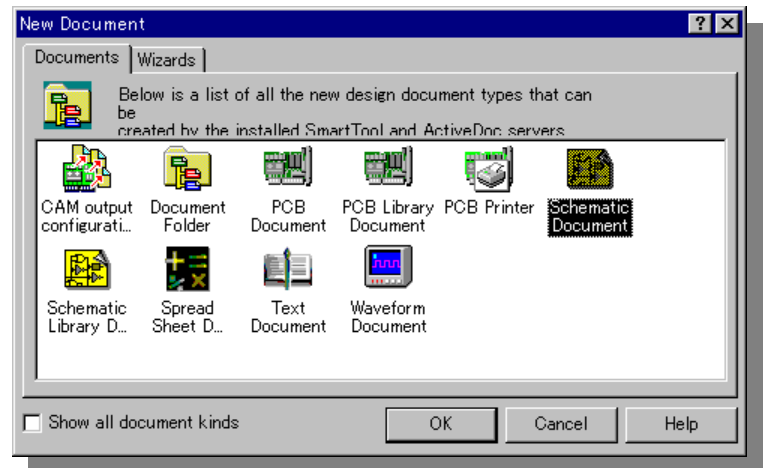 New Document
Documents
Wizards
Below is a list of all the new design document types that can
be
created by the installed SmartTool and ActiveDoc servers
CAM output
configurati...
Document
Folder
PCB
Document
PCB Library
Document
PCB Printer
Schematic
Document
Schematic
Library D...
Spread
Sheet D...
Text
Document
Waveform
Document
Show all document kinds
OK
Cancel
Help